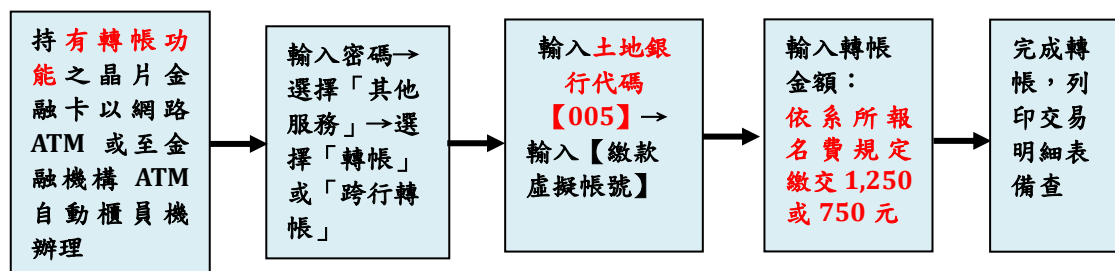 持有轉帳功
能之晶片金
融卡以網路
ATM 或至金
融機構 ATM
自動櫃員機
辦理
輸入密碼→
選擇「其他
服務」→選
擇「轉帳」
或「跨行轉
帳」
輸入土地銀
行代碼
【005】→
輸入【繳款
虛擬帳號】
輸入轉帳
金額：
依系所報
名費規定
繳交 1,250
或 750 元
完成轉
帳，列
印交易
明細表
備查